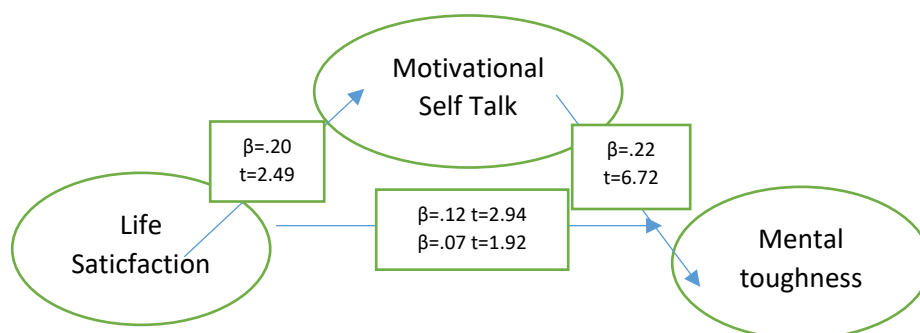 Motivational
Self Talk
β=.20
t=2.49
β=.22
t=6.72
β=.12 t=2.94
β=.07 t=1.92
Life
Saticfaction
Mental
toughness